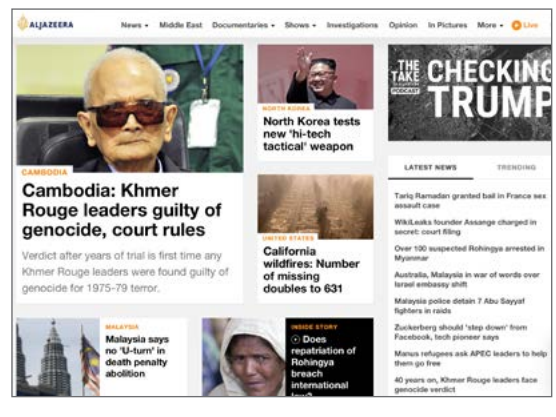 ALJAZEERA
News
Middle East
Documentaries
Shows
Investigations
Opinion
In Pictures
More
Live
CAMBODIA
Cambodia: Khmer
Rouge leaders guilty of
genocide, court rules
Verdict after years of trial is first time any
Khmer Rouge leaders were found guilty of
genocide for 1975-79 terror.
NORTH KOREA
North Korea tests
new 'hi-tech
tactical' weapon
UNITED STATES
California
wildfires: Number
of missing
doubles to 631
MALAYSIA
Malaysia says
no 'U-turn' in
death penalty
abolition
INSIDE STORY
Does
repatriation of
Rohingya
breach
international
law?
THE
TAKE
PODCAST
CHECKING
TRUMP
LATEST NEWS
TRENDING
Tariq Ramadan granted bail in France sex
assault case
WikiLeaks founder Assange charged in
secret: court filing
Over 100 suspected Rohingya arrested in
Myanmar
Australia, Malaysia in war of words over
Israel embassy shift
Malaysia police detain 7 Abu Sayyaf
fighters in raids
Zuckerberg should 'step down' from
Facebook, tech pioneer says
Manus refugees ask APEC leaders to help
them go free
40 years on, Khmer Rouge leaders face
genocide verdict